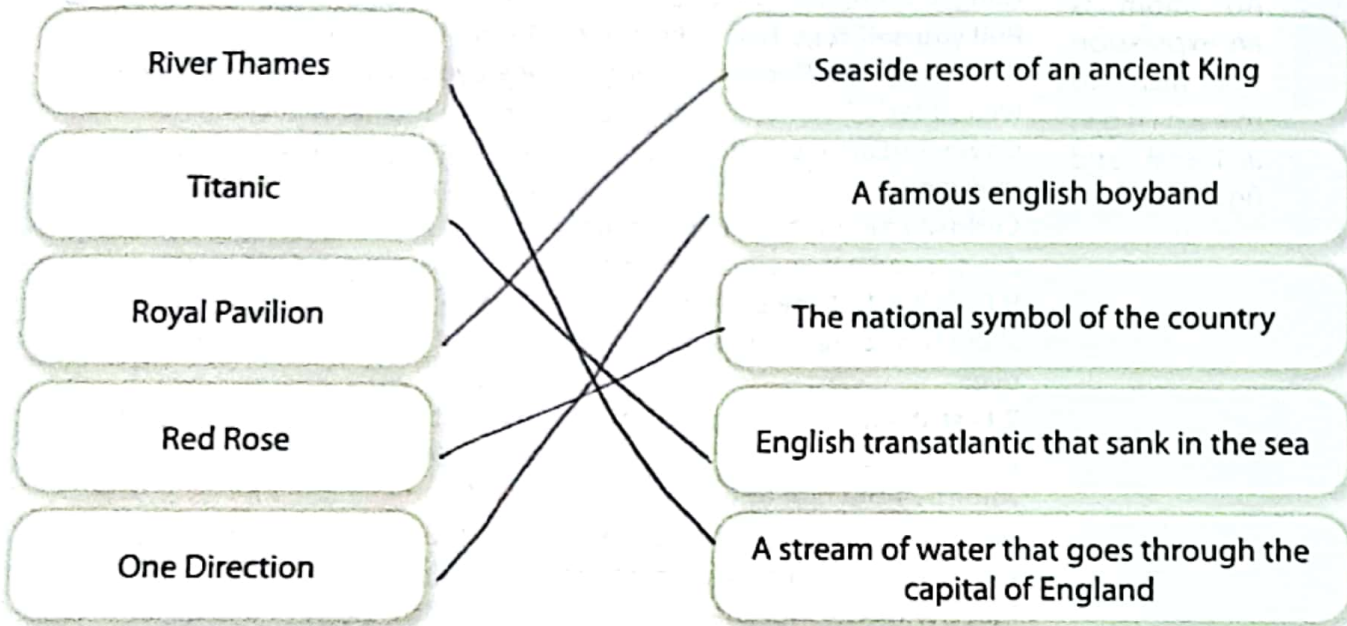 River Thames
Seaside resort of an ancient King
Titanic
A famous english boyband
Royal Pavilion
The national symbol of the country
Red Rose
English transatlantic that sank in the sea
One Direction
A stream of water that goes through the
capital of England